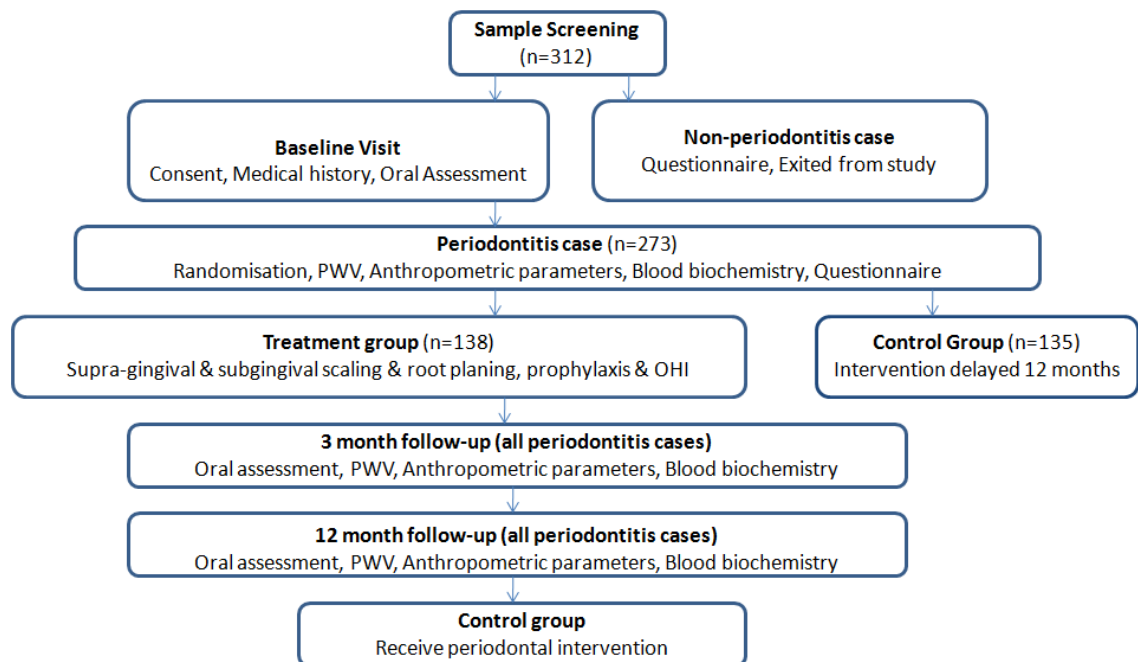 Sample Screening
(n=312)
Baseline Visit
Consent, Medical history, Oral Assessment
Non-periodontitis case
Questionnaire, Exited from study
Periodontitis case (n=273)
Randomisation, PWV, Anthropometric parameters, Blood biochemistry, Questionnaire
Treatment group (n=138)
Supra-gingival & subgingival scaling & root planing, prophylaxis & OHI
Control Group (n=135)
Intervention delayed 12 months
3 month follow-up (all periodontitis cases)
Oral assessment, PWV, Anthropometric parameters, Blood biochemistry
12 month follow-up (all periodontitis cases)
Oral assessment, PWV, Anthropometric parameters, Blood biochemistry
Control group
Receive periodontal intervention